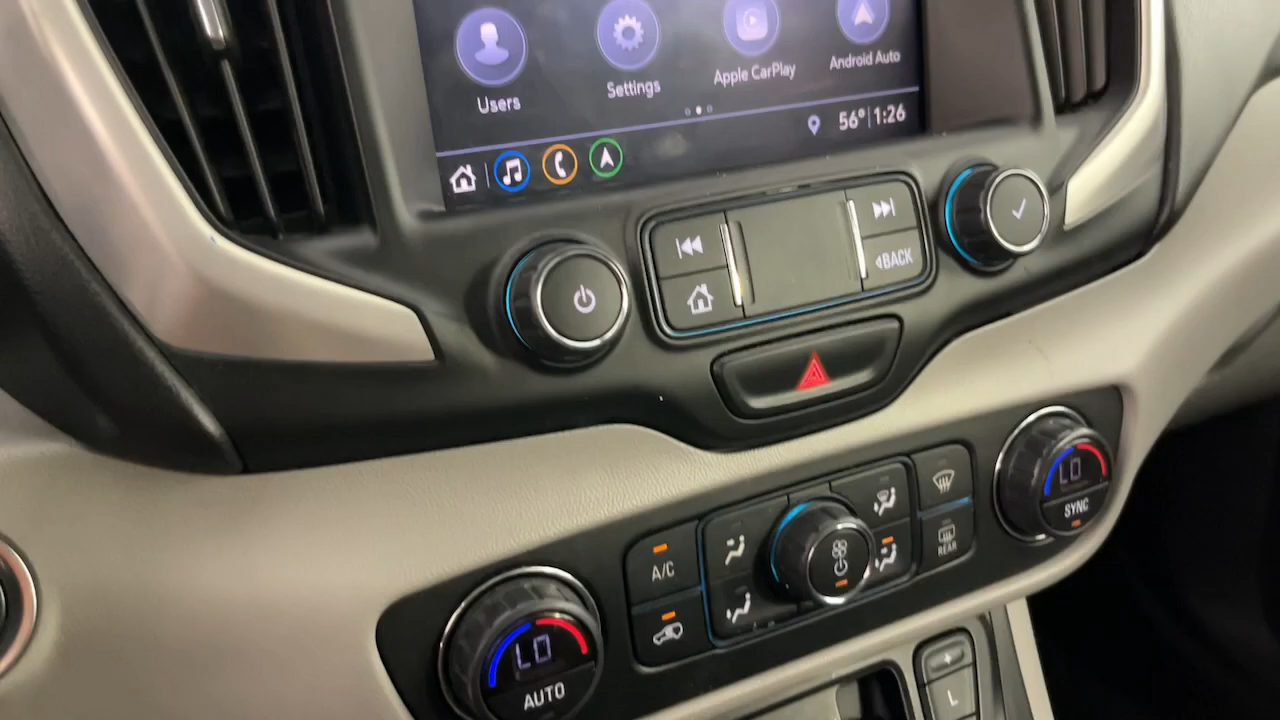 Users
Settings
Apple CarPlay
Android Auto
56° 1:26
BACK
LO
SYNC
A/C
REAR
LO
AUTO
+
L